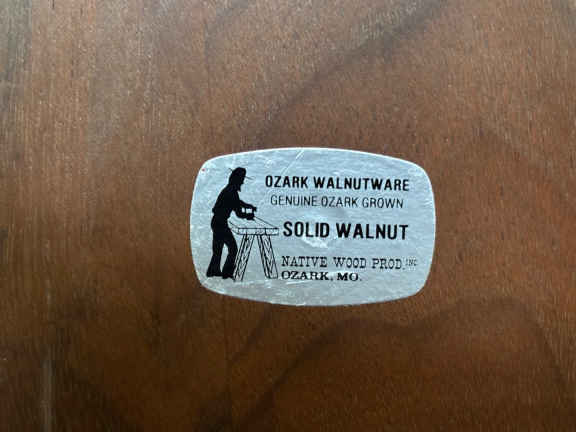 OZARK WALNUTWARE
GENUINE OZARK GROWN
SOLID WALNUT
NATIVE WOOD PROD. INC
OZARK, MO.